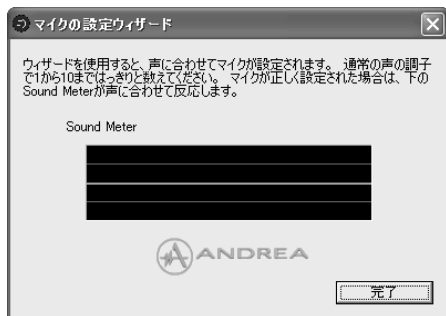 マイクの設定ウィザード
ウィザードを使用すると、声に合わせてマイクが設定されます。 通常の声の調子
で1から10まではっきりと数えてください。 マイクが正しく設定された場合は、下の
Sound Meterが声に合わせて反応します。
Sound Meter
ANDREA
完了